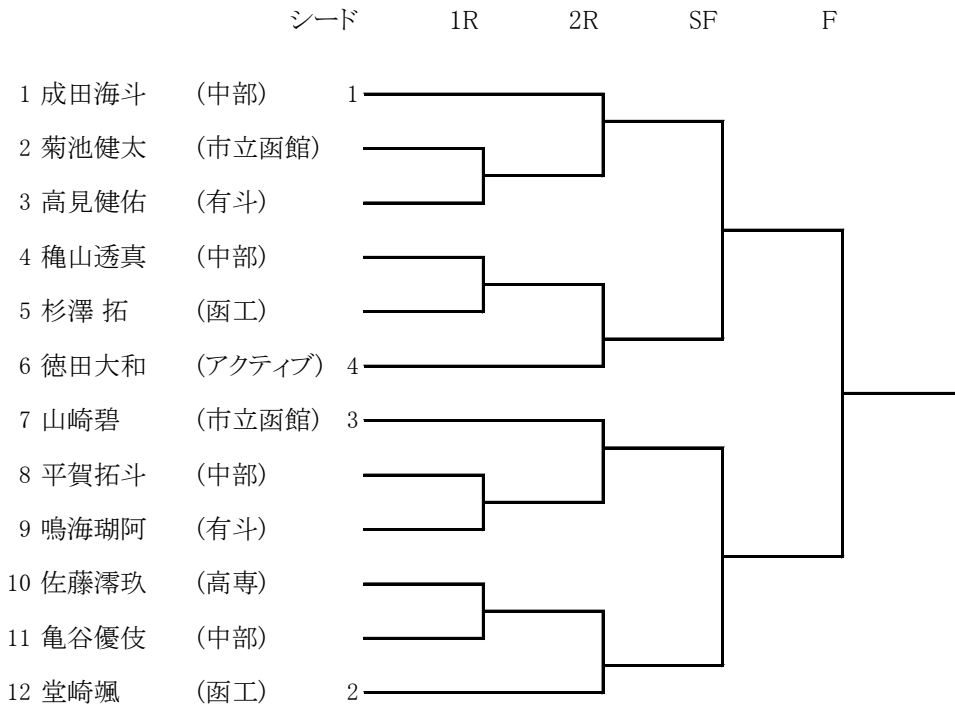 シード 1R 2R SF F
1 成田海斗 (中部) 1
2 菊池健太 (市立函館)
3 高見健佑 (有斗)
4 穐山透真 (中部)
5 杉澤 拓 (函工)
6 徳田大和 (アクティブ) 4
7 山崎碧 (市立函館) 3
8 平賀拓斗 (中部)
9 鳴海瑚阿 (有斗)
10 佐藤澪玖 (高専)
11 亀谷優伎 (中部)
12 堂崎颯 (函工) 2